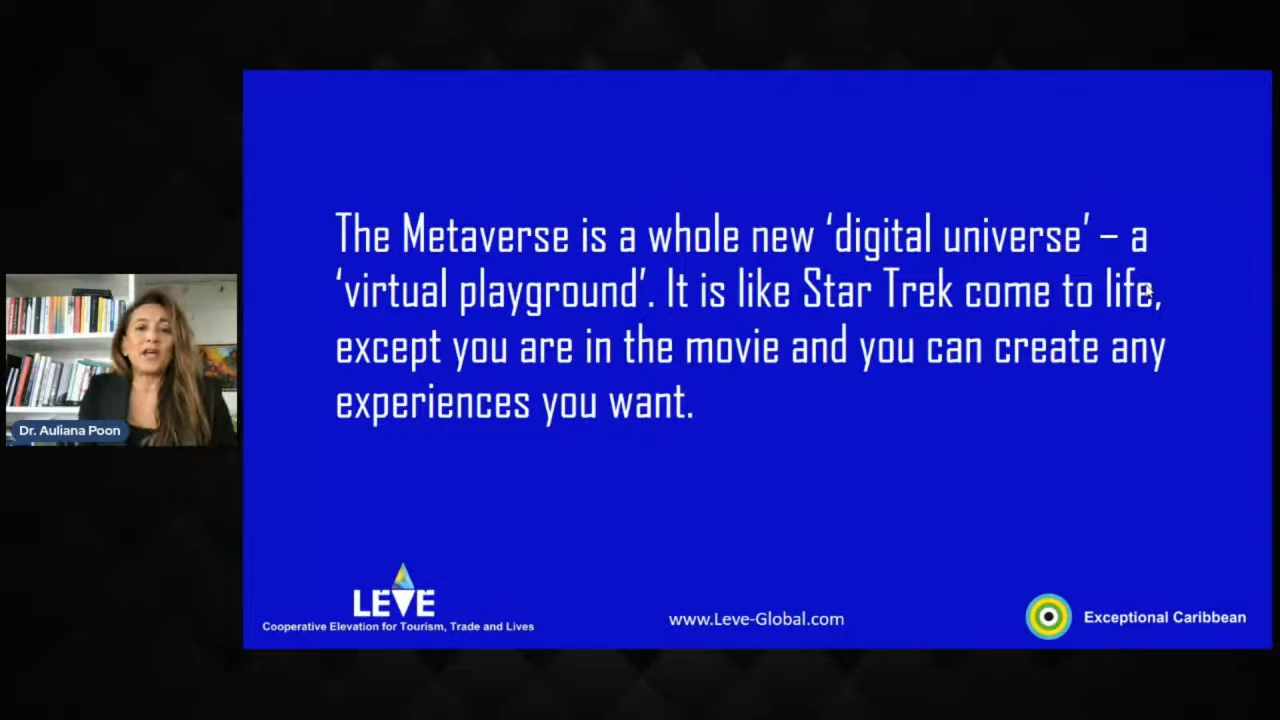 The Metaverse is a whole new ‘digital universe’ – a
‘virtual playground’. It is like Star Trek come to life,
except you are in the movie and you can create any
experiences you want.
Dr. Auliana Poon
LEVE
Cooperative Elevation for Tourism, Trade and Lives
www.Leve-Global.com
Exceptional Caribbean